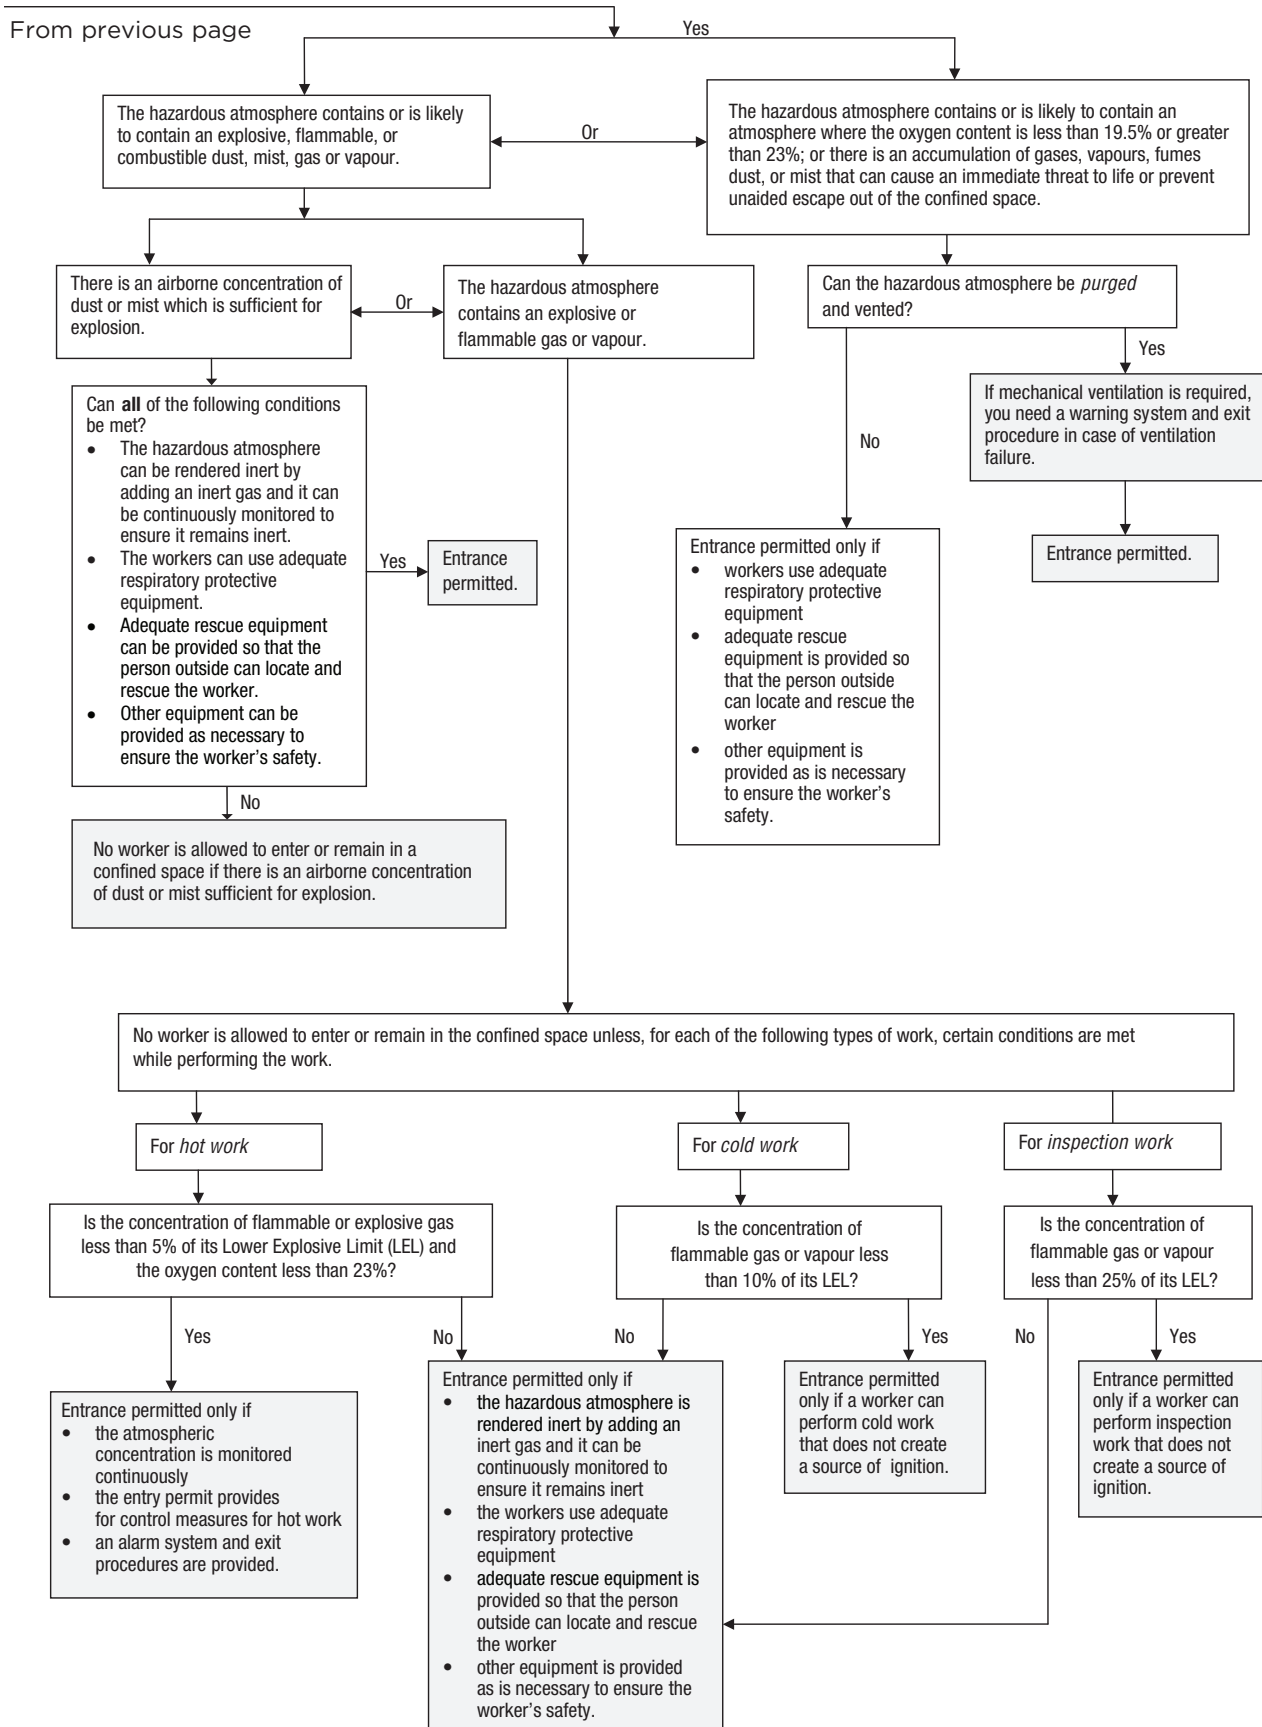 From previous page
Yes
The hazardous atmosphere contains or is likely
to contain an explosive, flammable, or
combustible dust, mist, gas or vapour.
Or
The hazardous atmosphere contains or is likely to contain an
atmosphere where the oxygen content is less than 19.5% or greater
than 23%; or there is an accumulation of gases, vapours, fumes
dust, or mist that can cause an immediate threat to life or prevent
unaided escape out of the confined space.
There is an airborne concentration of
dust or mist which is sufficient for
explosion.
Or
The hazardous atmosphere
contains an explosive or
flammable gas or vapour.
Can the hazardous atmosphere be purged
and vented?
Yes
If mechanical ventilation is required,
you need a warning system and exit
procedure in case of ventilation
failure.
No
Entrance permitted.
Can all of the following conditions
be met?
• The hazardous atmosphere
can be rendered inert by
adding an inert gas and it can
be continuously monitored to
ensure it remains inert.
• The workers can use adequate
respiratory protective
equipment.
• Adequate rescue equipment
can be provided so that the
person outside can locate and
rescue the worker.
• Other equipment can be
provided as necessary to
ensure the worker's safety.
Yes
Entrance
permitted.
Entrance permitted only if
• workers use adequate
respiratory protective
equipment
• adequate rescue
equipment is provided so
that the person outside
can locate and rescue the
worker
• other equipment is
provided as is necessary
to ensure the worker's
safety.
No
No worker is allowed to enter or remain in a
confined space if there is an airborne concentration
of dust or mist sufficient for explosion.
No worker is allowed to enter or remain in the confined space unless, for each of the following types of work, certain conditions are met
while performing the work.
For hot work
For cold work
For inspection work
Is the concentration of flammable or explosive gas
less than 5% of its Lower Explosive Limit (LEL) and
the oxygen content less than 23%?
Is the concentration of
flammable gas or vapour less
than 10% of its LEL?
Is the concentration of
flammable gas or vapour
less than 25% of its LEL?
Yes
No
No
Yes
No
Yes
Entrance permitted only if
• the atmospheric
concentration is monitored
continuously
• the entry permit provides
for control measures for hot work
• an alarm system and exit
procedures are provided.
Entrance permitted only if
• the hazardous atmosphere is
rendered inert by adding an
inert gas and it can be
continuously monitored to
ensure it remains inert
• the workers use adequate
respiratory protective
equipment
• adequate rescue equipment is
provided so that the person
outside can locate and rescue
the worker
• other equipment is provided
as is necessary to ensure the
worker's safety.
Entrance permitted
only if a worker can
perform cold work
that does not create
a source of ignition.
Entrance permitted
only if a worker can
perform inspection
work that does not
create a source of
ignition.